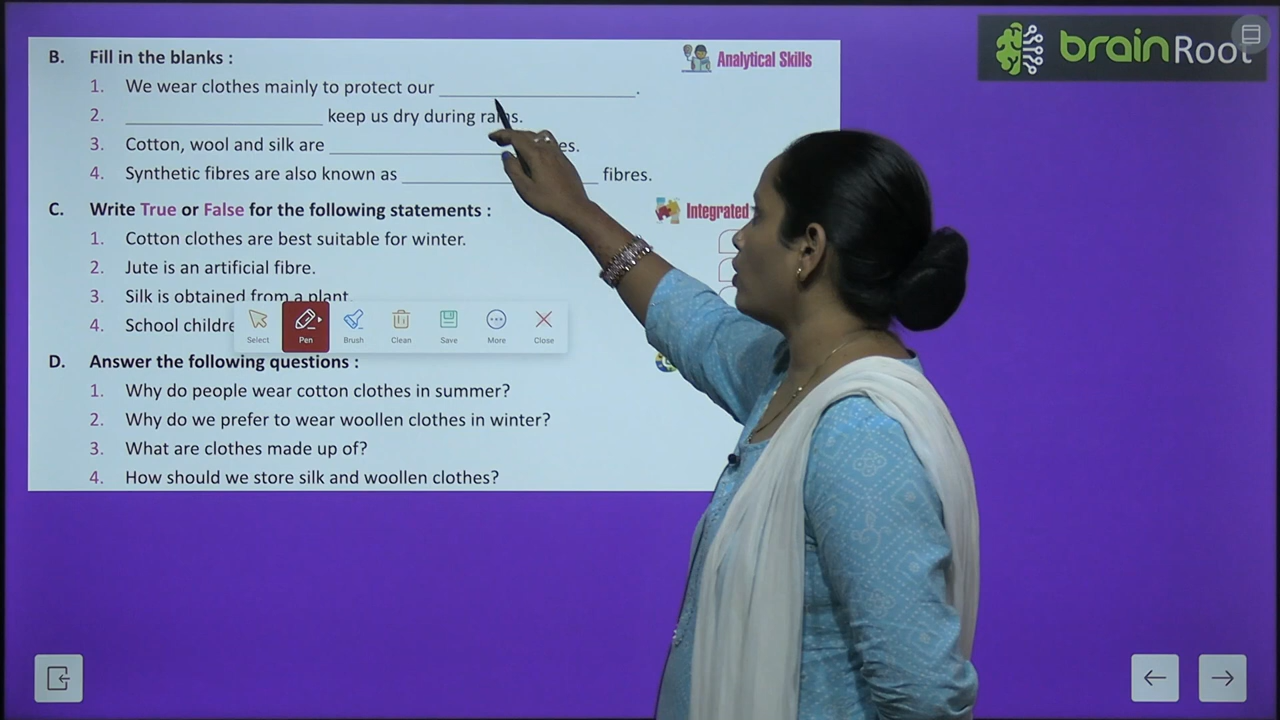 brainRoot
B. Fill in the blanks :
Analytical Skills
1. We wear clothes mainly to protect our ____________________.
2. ____________________ keep us dry during rains.
3. Cotton, wool and silk are ____________________ es.
4. Synthetic fibres are also known as ____________________ fibres.
C. Write True or False for the following statements :
Integrated
1. Cotton clothes are best suitable for winter.
2. Jute is an artificial fibre.
3. Silk is obtained from a plant.
4. School childre
Select Pen Brush Clean Save More Close
D. Answer the following questions :
1. Why do people wear cotton clothes in summer?
2. Why do we prefer to wear woollen clothes in winter?
3. What are clothes made up of?
4. How should we store silk and woollen clothes?